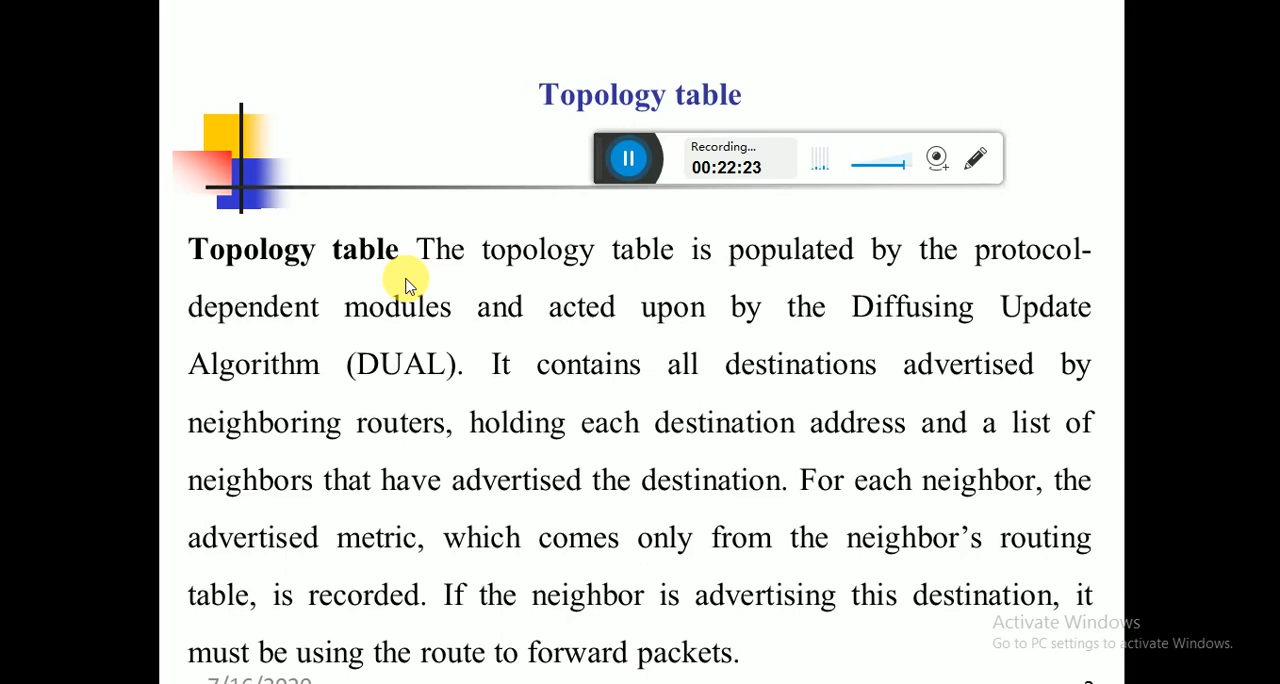 Topology table
Recording...
00:22:23
Topology table The topology table is populated by the protocol-
dependent modules and acted upon by the Diffusing Update
Algorithm (DUAL). It contains all destinations advertised by
neighboring routers, holding each destination address and a list of
neighbors that have advertised the destination. For each neighbor, the
advertised metric, which comes only from the neighbor’s routing
table, is recorded. If the neighbor is advertising this destination, it
must be using the route to forward packets.
Activate Windows
Go to PC settings to activate Windows.
7/16/2020